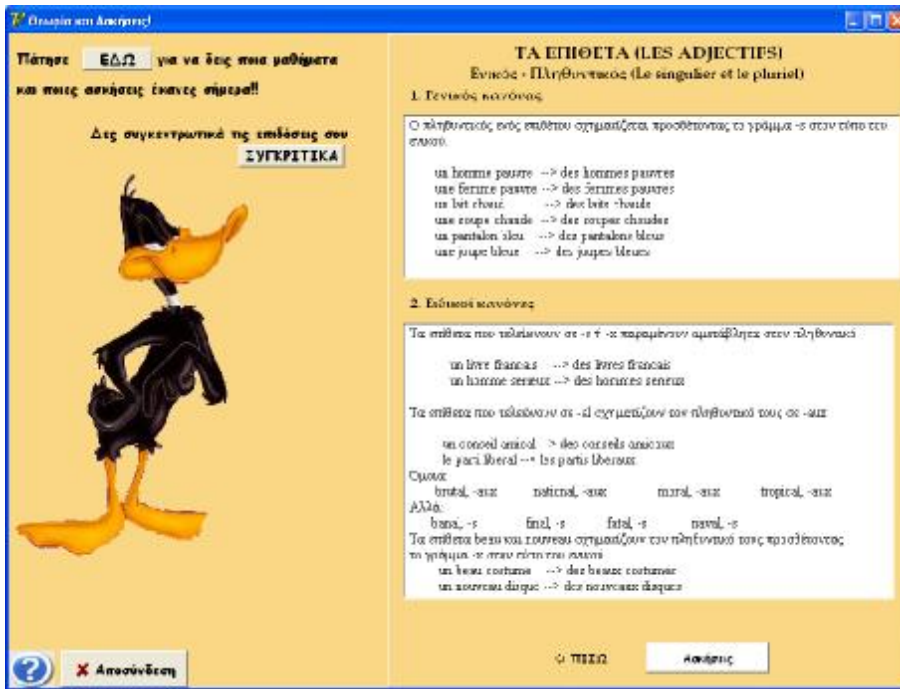 Θεωρία και Ασκήσεις!
Πάτησε ΕΔΩ για να δεις ποια μαθήματα
και ποιες ασκήσεις έκανες σήμερα!!
Δες συγκεντρωτικά τις επιδόσεις σου
ΣΥΓΚΡΙΤΙΚΑ
? Αποσύνδεση
ΤΑ ΕΠΙΘΕΤΑ (LES ADJECTIFS)
Ενικός - Πληθυντικός (Le singulier et le pluriel)
1. Γενικός κανόνας
Ο πληθυντικός ενός επιθέτου σχηματίζεται προσθέτοντας το γράμμα -s στον τύπο του
ενικού.
un homme pauvre --> des hommes pauvres
une femme pauvre --> des femmes pauvres
un lait chaud --> des laits chauds
une soupe chaude --> des soupes chaudes
un pantalon bleu --> des pantalons bleus
une jupe bleue --> des jupes bleues
2. Ειδικοί κανόνες
Τα επίθετα που τελειώνουν σε -s ή -x παραμένουν αμετάβλητα στον πληθυντικό
un livre francais --> des livres francais
un homme serieux --> des hommes serieux
Τα επίθετα που τελειώνουν σε -al σχηματίζουν τον πληθυντικό τους σε -aux
un conseil amical --> des conseils amicaux
le parti liberal --> les partis liberaux
Όμοια:
brutal, -aux national, -aux moral, -aux tropical, -aux
Αλλά:
banal, -s final, -s fatal, -s naval, -s
Τα επίθετα beau και nouveau σχηματίζουν τον πληθυντικό τους προσθέτοντας
το γράμμα -x στον τύπο του ενικού
un beau costume --> des beaux costumes
un nouveau disque --> des nouveaux disques
ΠΙΣΩ Ασκήσεις